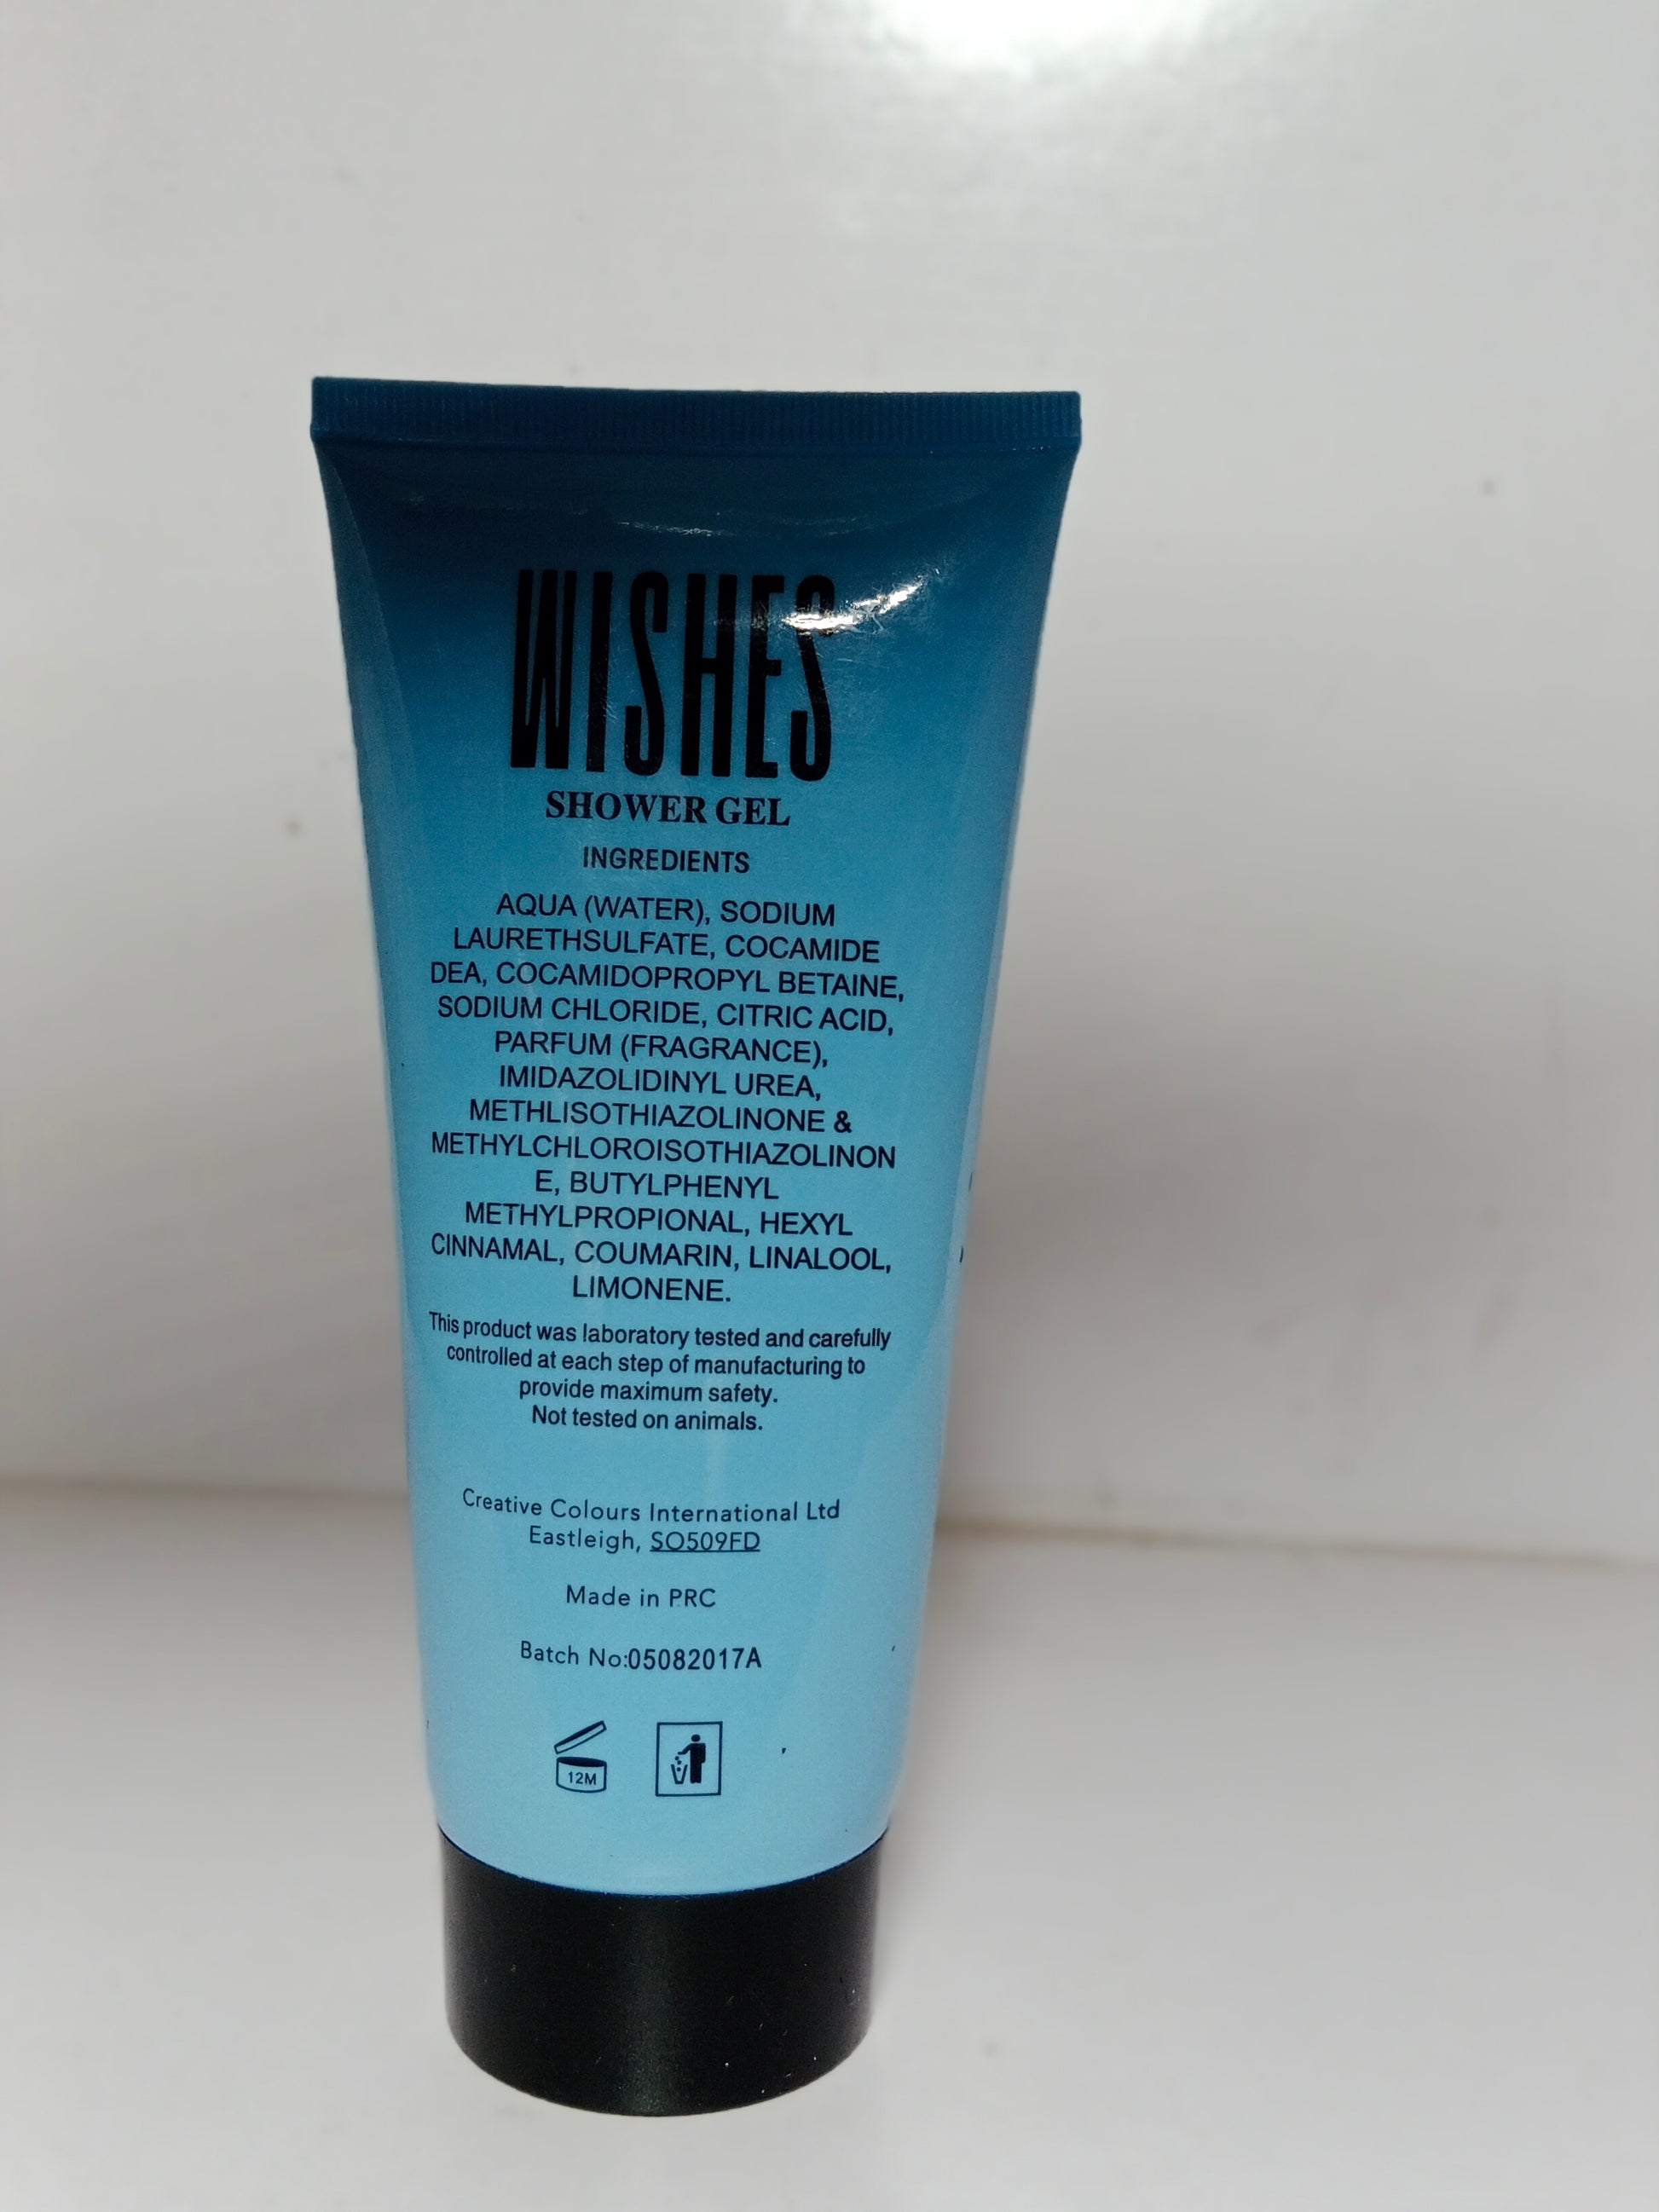 WISHES
SHOWER GEL
INGREDIENTS
AQUA (WATER), SODIUM
LAURETHSULFATE, COCAMIDE
DEA, COCAMIDOPROPYL BETAINE,
SODIUM CHLORIDE, CITRIC ACID,
PARFUM (FRAGRANCE),
IMIDAZOLIDINYL UREA,
METHLISOTHIAZOLINONE &
METHYLCHLOROISOTHIAZOLINON
E, BUTYLPHENYL
METHYLPROPIONAL, HEXYL
CINNAMAL, COUMARIN, LINALOOL,
LIMONENE.
This product was laboratory tested and carefully
controlled at each step of manufacturing to
provide maximum safety.
Not tested on animals.
Creative Colours International Ltd
Eastleigh, SO509FD
Made in PRC
Batch No:05082017A
12M